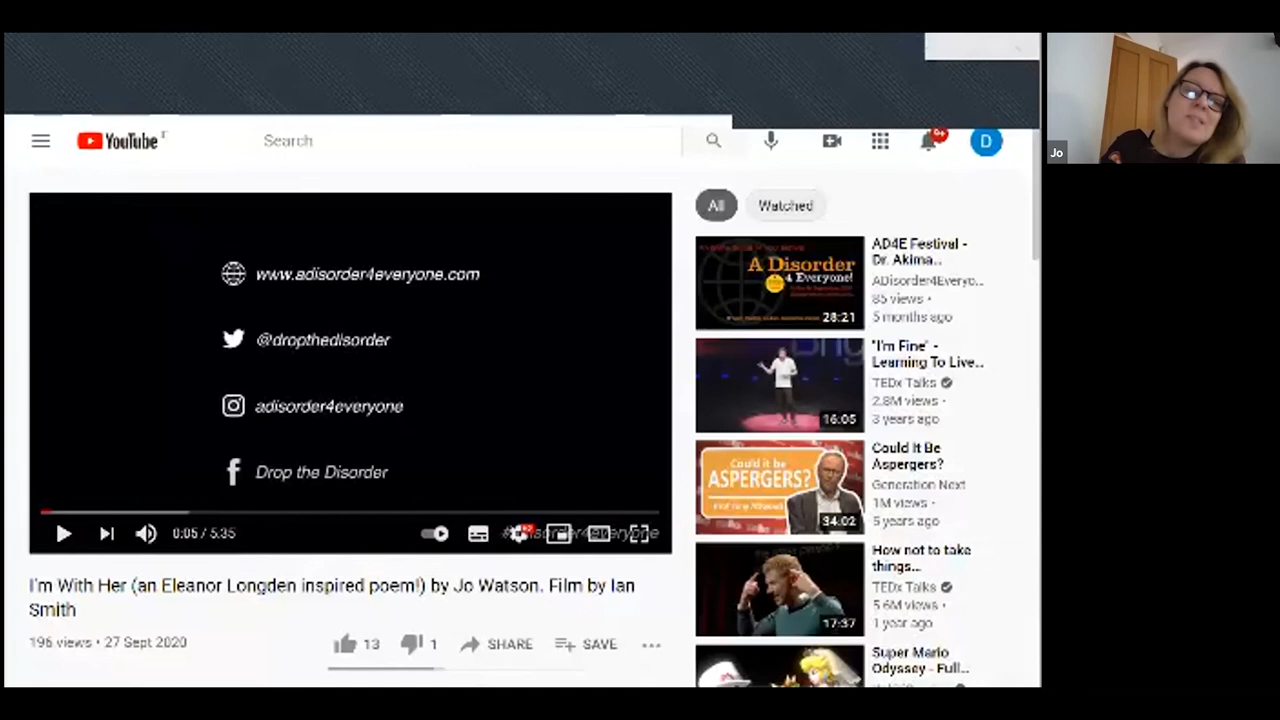 YouTube
Search
9+
D
www.adisorder4everyone.com
@dropthedisorder
adisorder4everyone
Drop the Disorder
0:05 / 5:35
#adisorder4everyone
I'm With Her (an Eleanor Longden inspired poem!) by Jo Watson. Film by Ian
Smith
196 views • 27 Sept 2020
13
1
SHARE
SAVE
All
Watched
A Disorder
4 Everyone!
28:21
AD4E Festival -
Dr. Akima...
ADisorder4Everyo...
85 views •
5 months ago
16:05
"I'm Fine" -
Learning To Live...
TEDx Talks
2.8M views •
3 years ago
Could it be
ASPERGERS?
34:02
Could It Be
Aspergers?
Generation Next
1M views •
5 years ago
17:37
How not to take
things...
TEDx Talks
5.6M views •
1 year ago
Super Mario
Odyssey - Full...
Jo